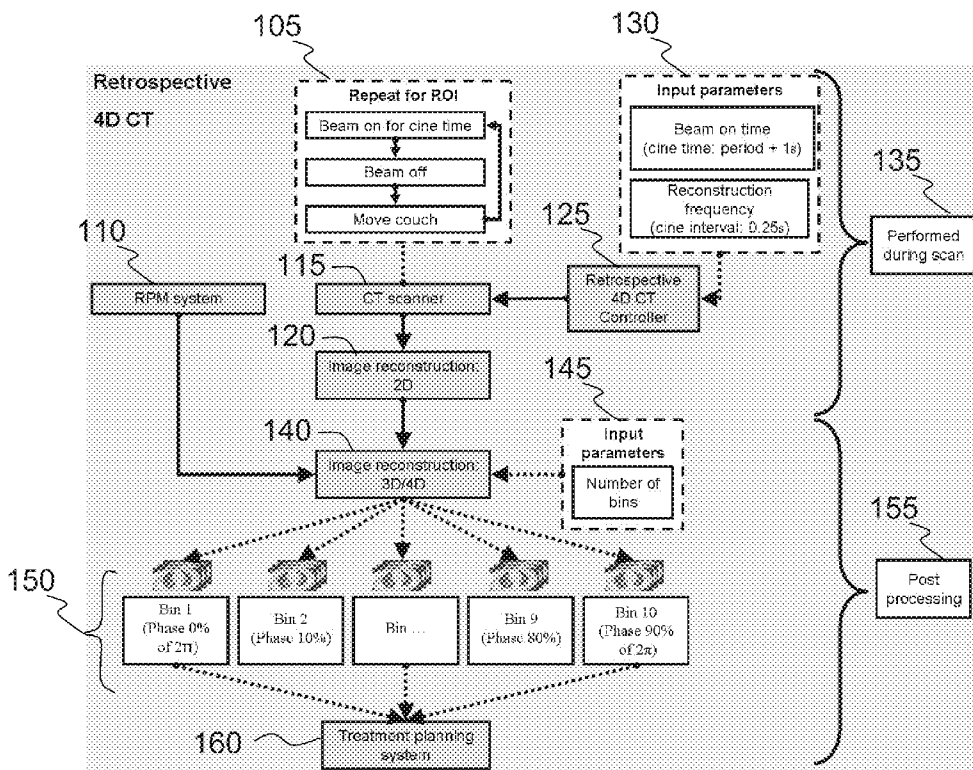 105
130
Retrospective
4D CT
Repeat for ROI
Beam on for cine time
Beam off
Move couch
Input parameters
Beam on time
(cine time: period + 1s)
Reconstruction
frequency
(cine interval: 0.25s)
135
Performed
during scan
110
RPM system
115
CT scanner
125
Retrospective
4D CT
Controller
120
Image reconstruction:
2D
140
Image reconstruction:
3D/4D
145
Input
parameters
Number of
bins
155
Post
processing
150
Bin 1
(Phase 0%
of 2π)
Bin 2
(Phase 10%)
Bin ...
Bin 9
(Phase 80%)
Bin 10
(Phase 90%
of 2π)
160
Treatment planning
system